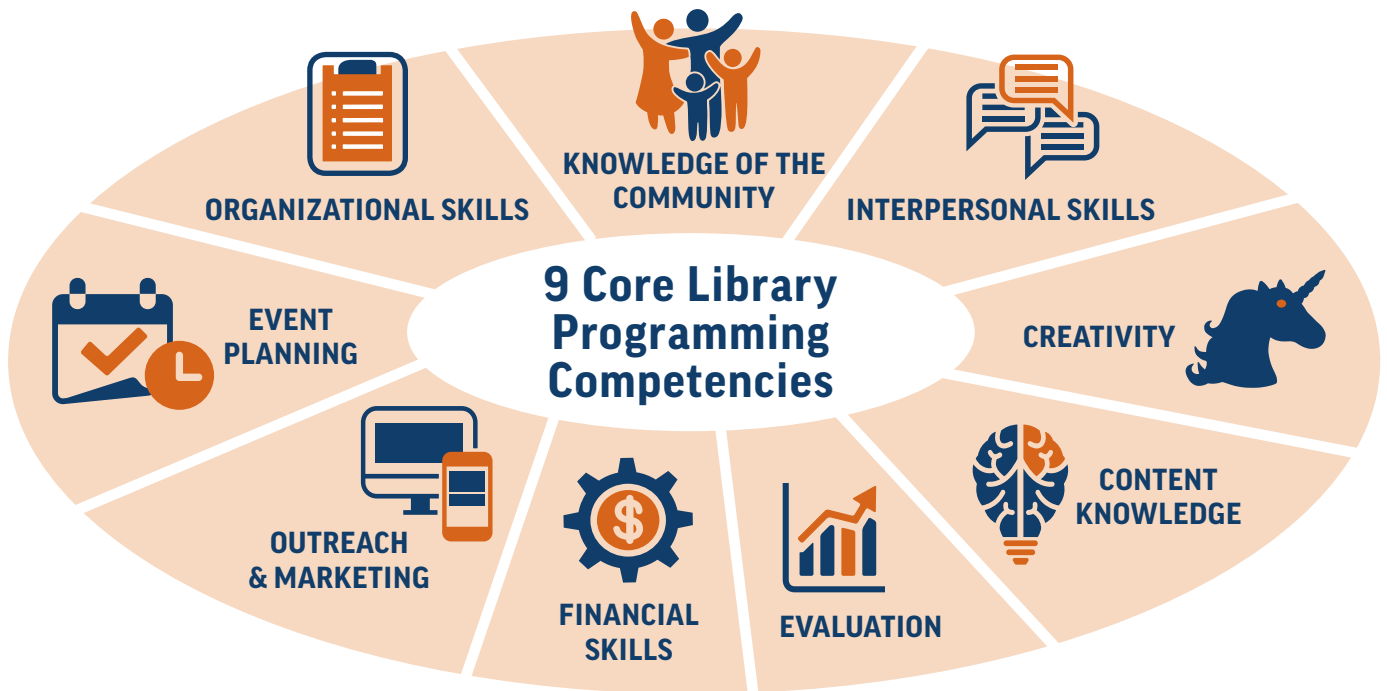 9 Core Library
Programming
Competencies
KNOWLEDGE OF THE
COMMUNITY
INTERPERSONAL SKILLS
CREATIVITY
CONTENT
KNOWLEDGE
EVALUATION
FINANCIAL
SKILLS
OUTREACH
& MARKETING
EVENT
PLANNING
ORGANIZATIONAL SKILLS
$